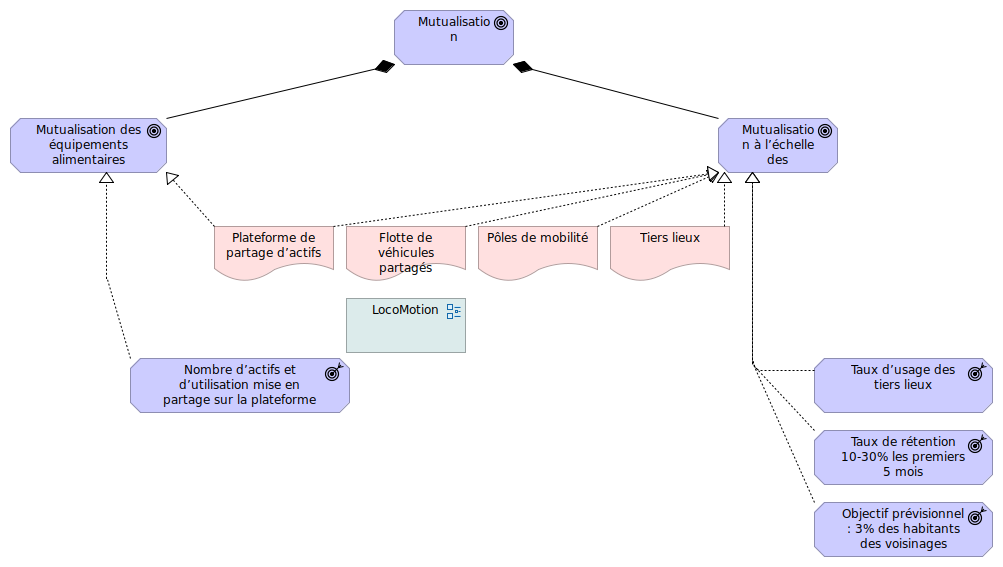 Mutualisatio
n
Mutualisation des
équipements
alimentaires
Mutualisatio
n à l’échelle
des
Plateforme de
partage d’actifs
Flotte de
véhicules
partagés
Pôles de mobilité
Tiers lieux
LocoMotion
Nombre d’actifs et
d’utilisation mise en
partage sur la plateforme
Taux d’usage des
tiers lieux
Taux de rétention
10-30% les premiers
5 mois
Objectif prévisionnel
: 3% des habitants
des voisinages